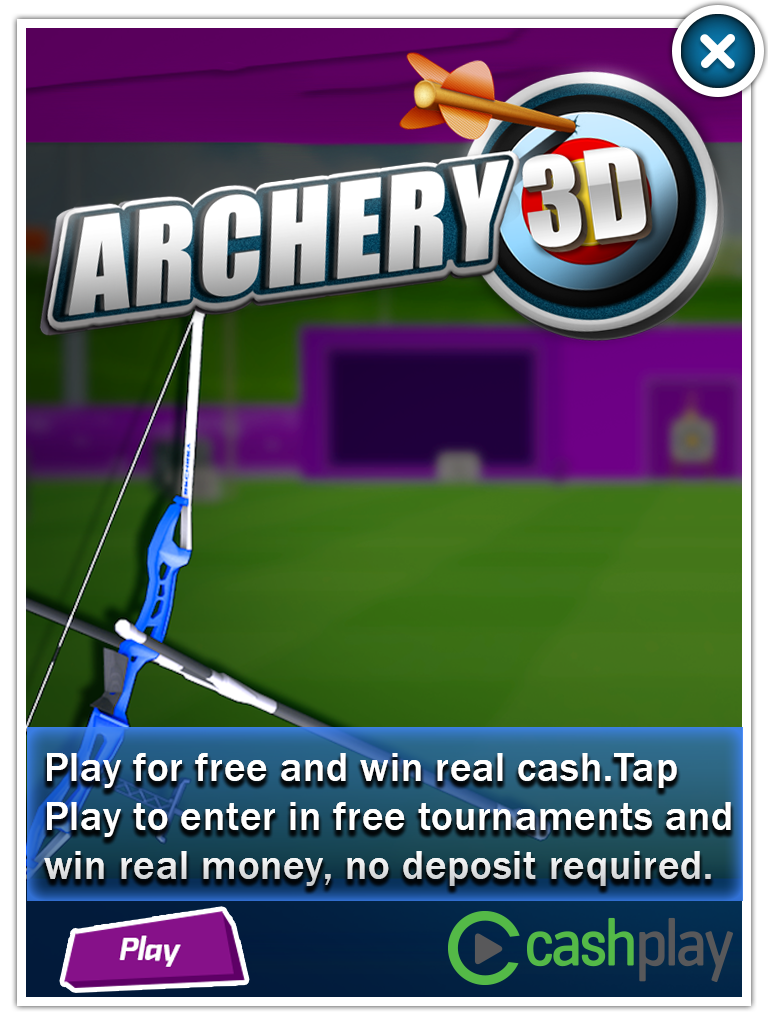 ARCHERY 3D
Play for free and win real cash.Tap
Play to enter in free tournaments and
win real money, no deposit required.
Play
cashplay